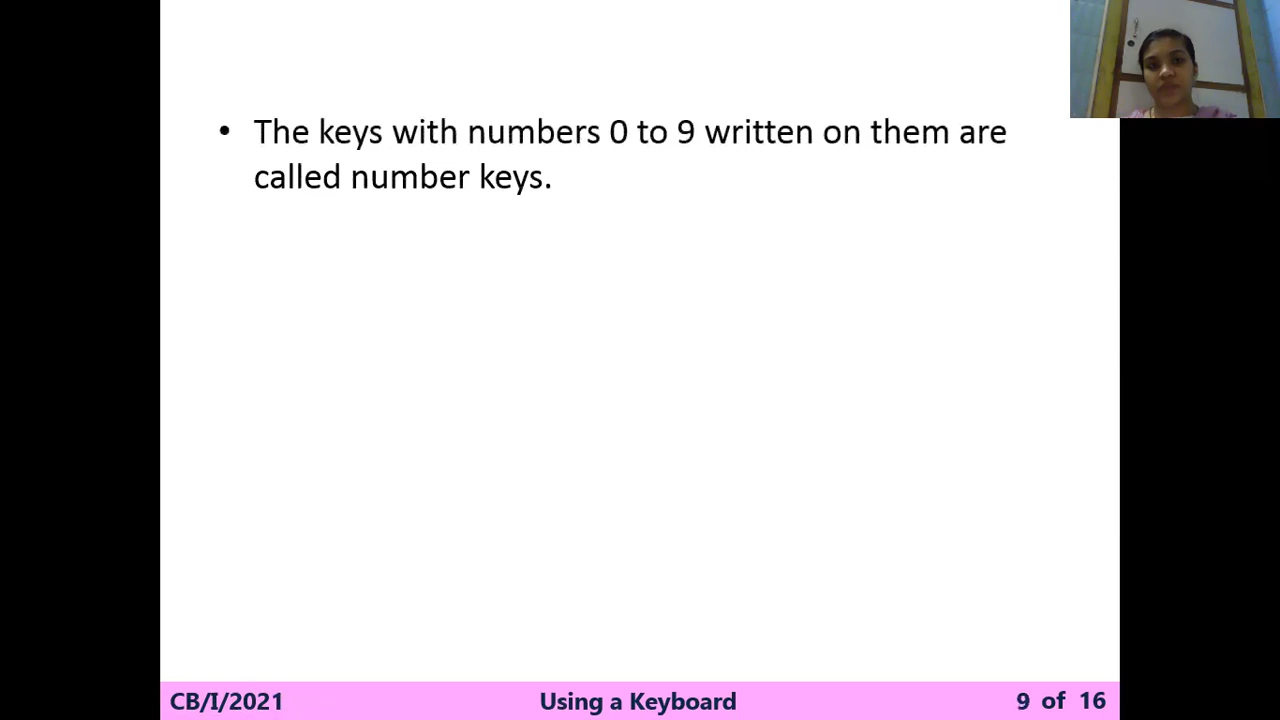 • The keys with numbers 0 to 9 written on them are
called number keys.
CB/I/2021 Using a Keyboard 9 of 16